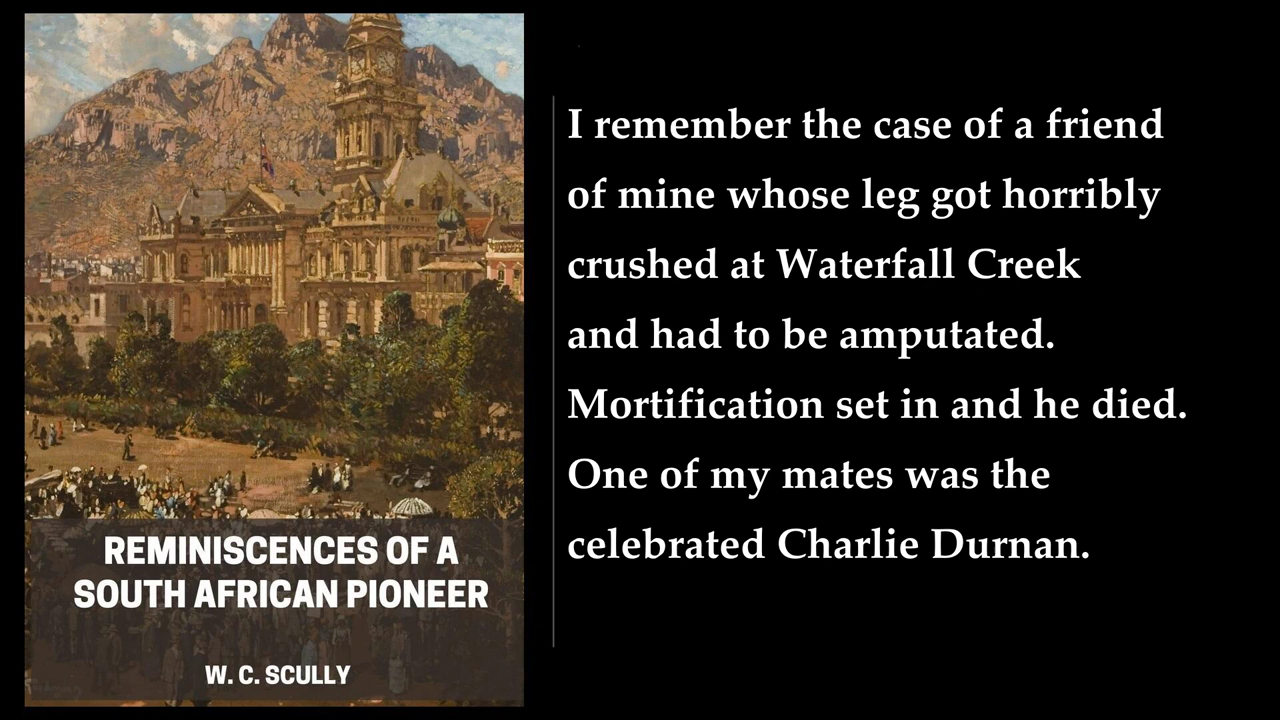 REMINISCENCES OF A
SOUTH AFRICAN PIONEER
W. C. SCULLY
I remember the case of a friend
of mine whose leg got horribly
crushed at Waterfall Creek
and had to be amputated.
Mortification set in and he died.
One of my mates was the
celebrated Charlie Durnan.